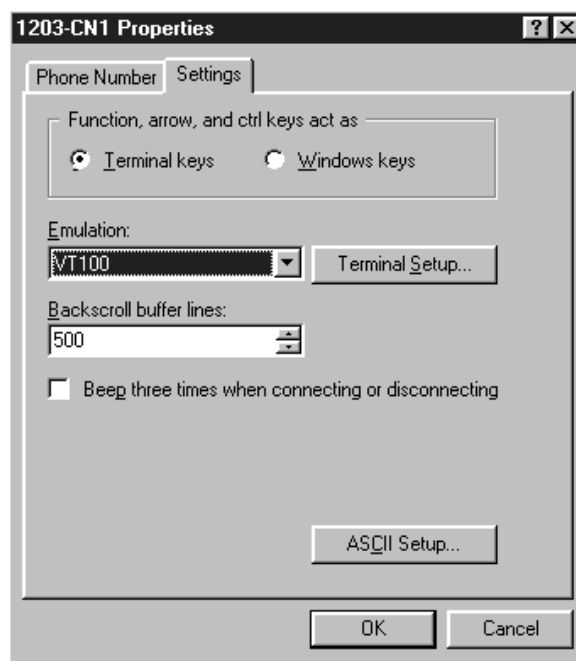 1203-CN1 Properties
Phone Number Settings
Function, arrow, and ctrl keys act as
Terminal keys Windows keys
Emulation:
VT100 Terminal Setup...
Backscroll buffer lines:
500
Beep three times when connecting or disconnecting
ASCII Setup...
OK Cancel